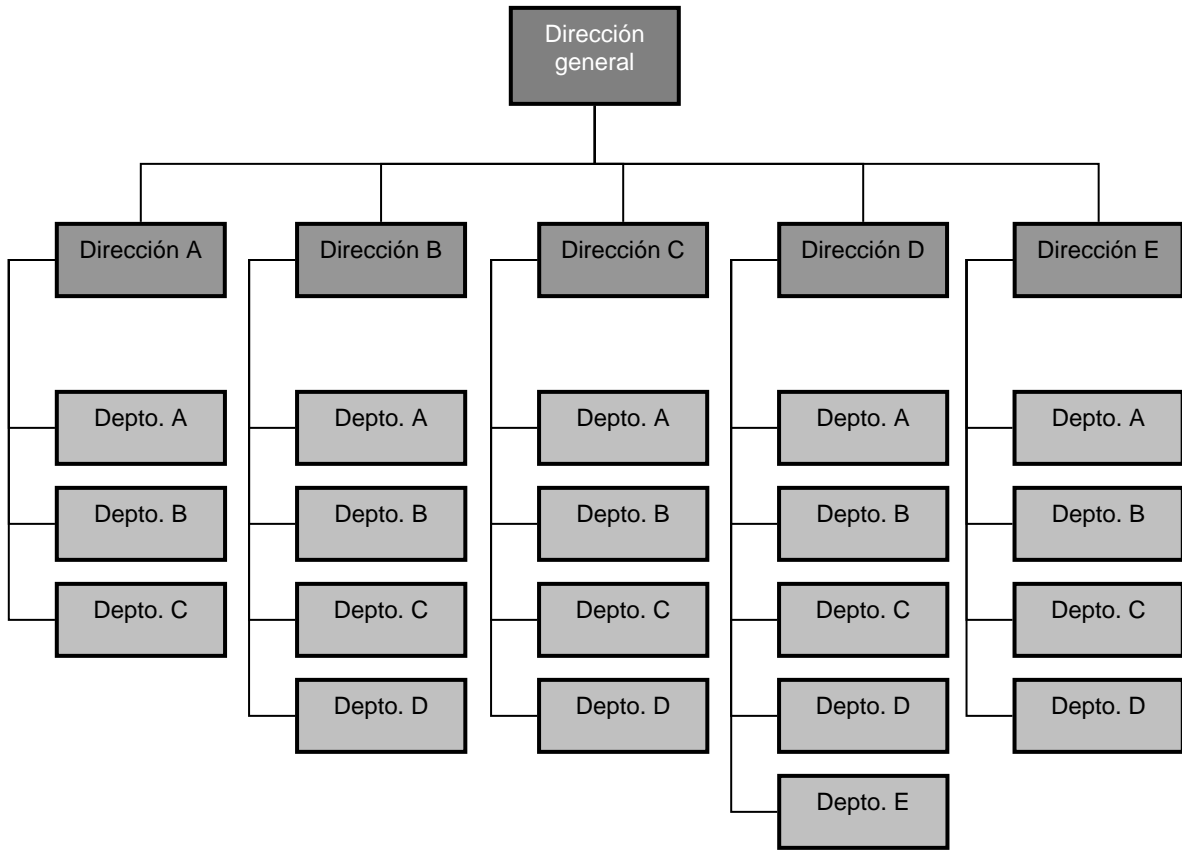 Dirección
general
Dirección A
Dirección B
Dirección C
Dirección D
Dirección E
Depto. A
Depto. A
Depto. A
Depto. A
Depto. A
Depto. B
Depto. B
Depto. B
Depto. B
Depto. B
Depto. C
Depto. C
Depto. C
Depto. C
Depto. C
Depto. D
Depto. D
Depto. D
Depto. D
Depto. E